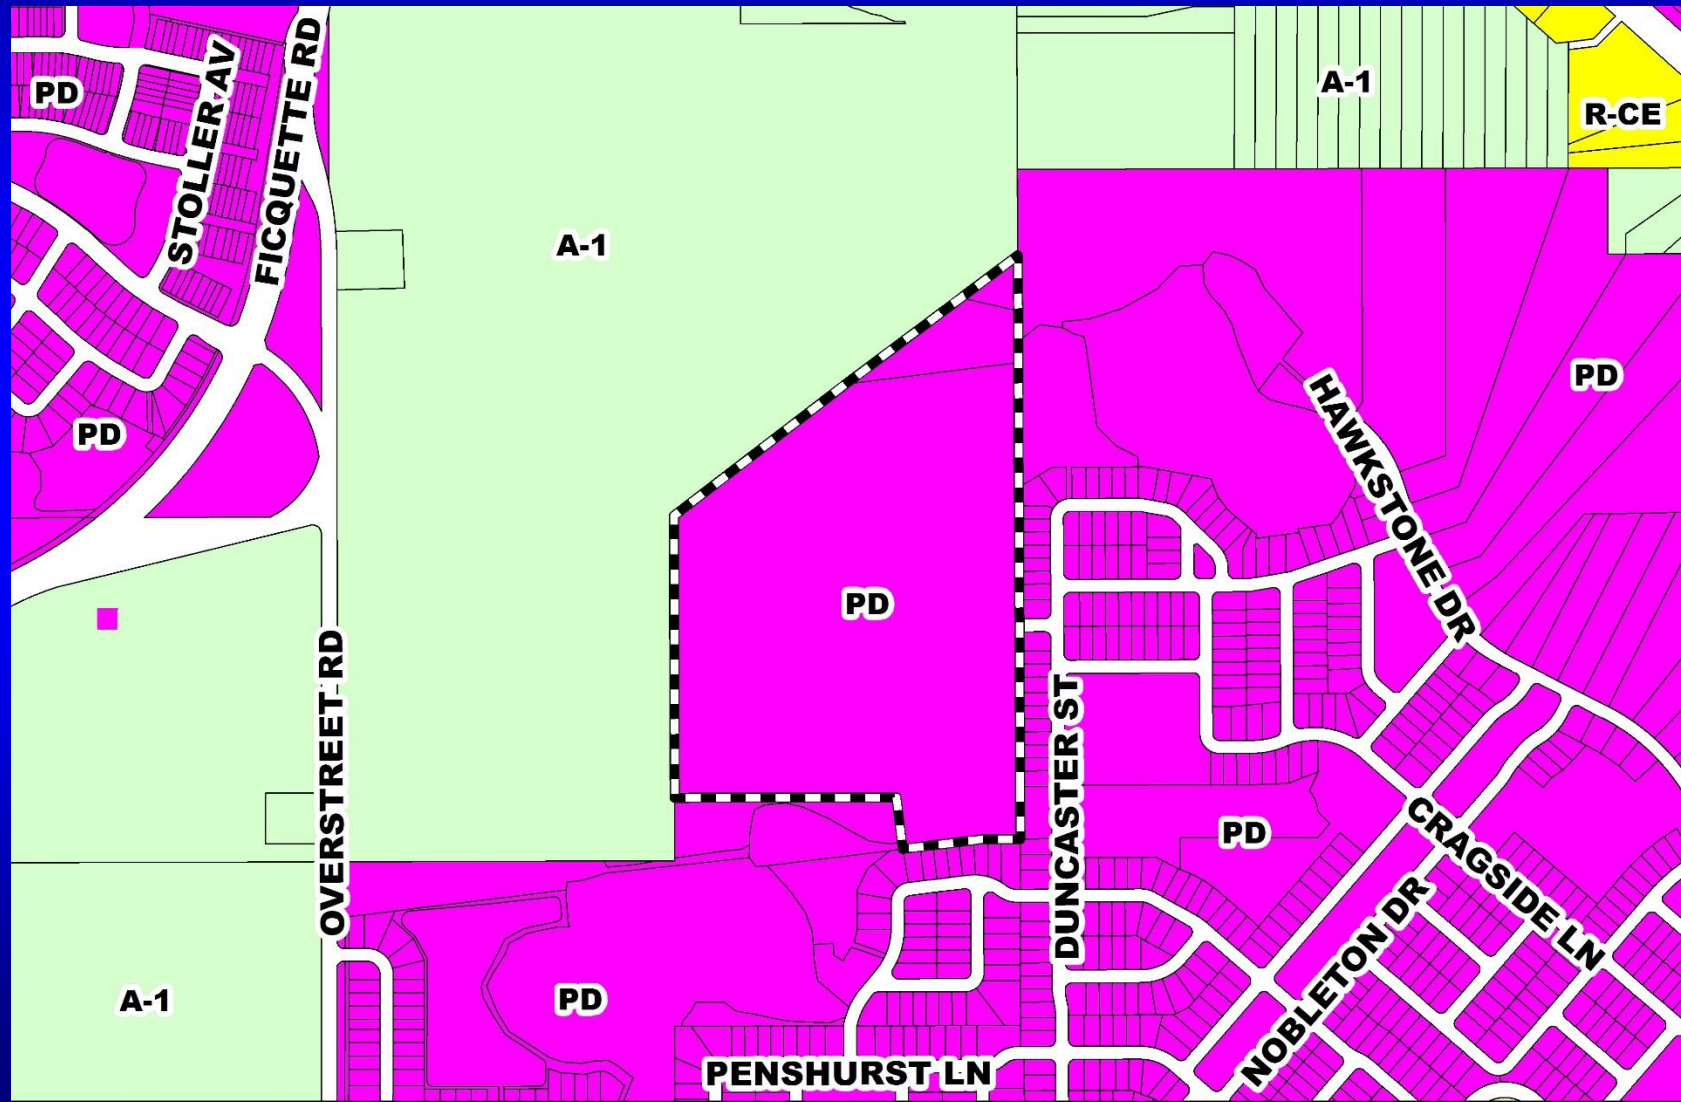 STOLLER AV
FICQUETTE RD
PD
A-1
R-CE
A-1
PD
HAWKSTONE DR
PD
PD
OVERSTREET RD
DUNCASTER ST
PD
CRAGSIDE LN
NOBLETON DR
A-1
PD
PENSHURST LN